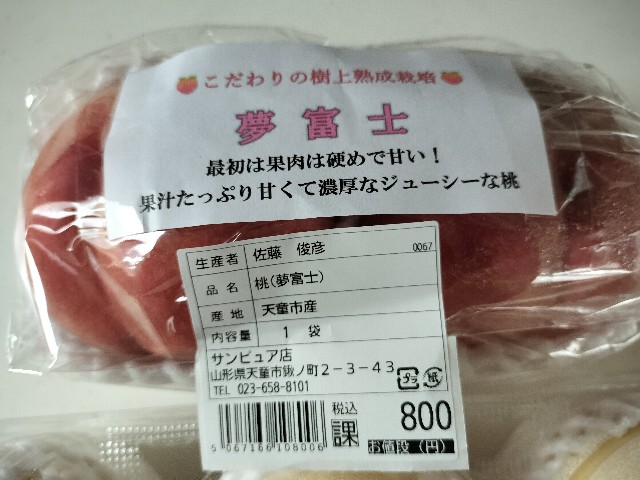 こだわりの樹上熟成栽培
夢富士
最初は果肉は硬めで甘い！
果汁たっぷり甘くて濃厚なジューシーな桃
生産者 佐藤 俊彦 0067
品名 桃(夢富士)
産地 天童市産
内容量 1 袋
サンピュア店
山形県天童市鍬ノ町2-3-43
TEL 023-658-8101
プラ 紙
税込 800
課 お値段(円)
5067166108006